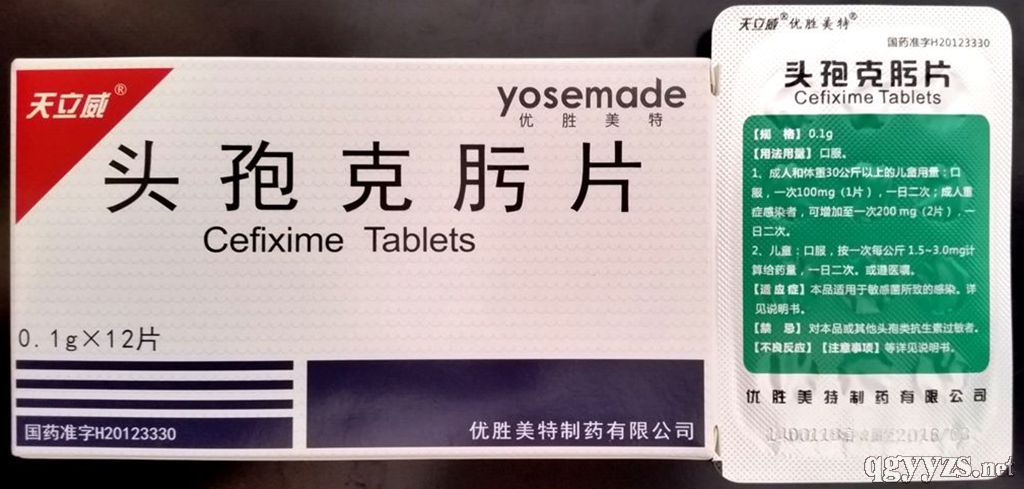 天立威®
yosemade
优胜美特
头孢克肟片
Cefixime Tablets
0.1g×12片
国药准字H20123330
优胜美特制药有限公司
天立威® 优胜美特®
国药准字H20123330
头孢克肟片
Cefixime Tablets
【规 格】0.1g
【用法用量】口服。
1、成人和体重30公斤以上的儿童用量：口
服，一次100mg（1片），一日二次；成人重
症感染者，可增加至一次200mg（2片），一
日二次。
2、儿童：口服，按一次每公斤 1.5~3.0mg计
算给药量，一日二次。或遵医嘱。
【适应症】本品适用于敏感菌所致的感染。详
见说明书。
【禁 忌】对本品或其他头孢类抗生素过敏者。
【不良反应】【注意事项】等详见说明书。
优胜美特制药有限公司
qgyyzs.net